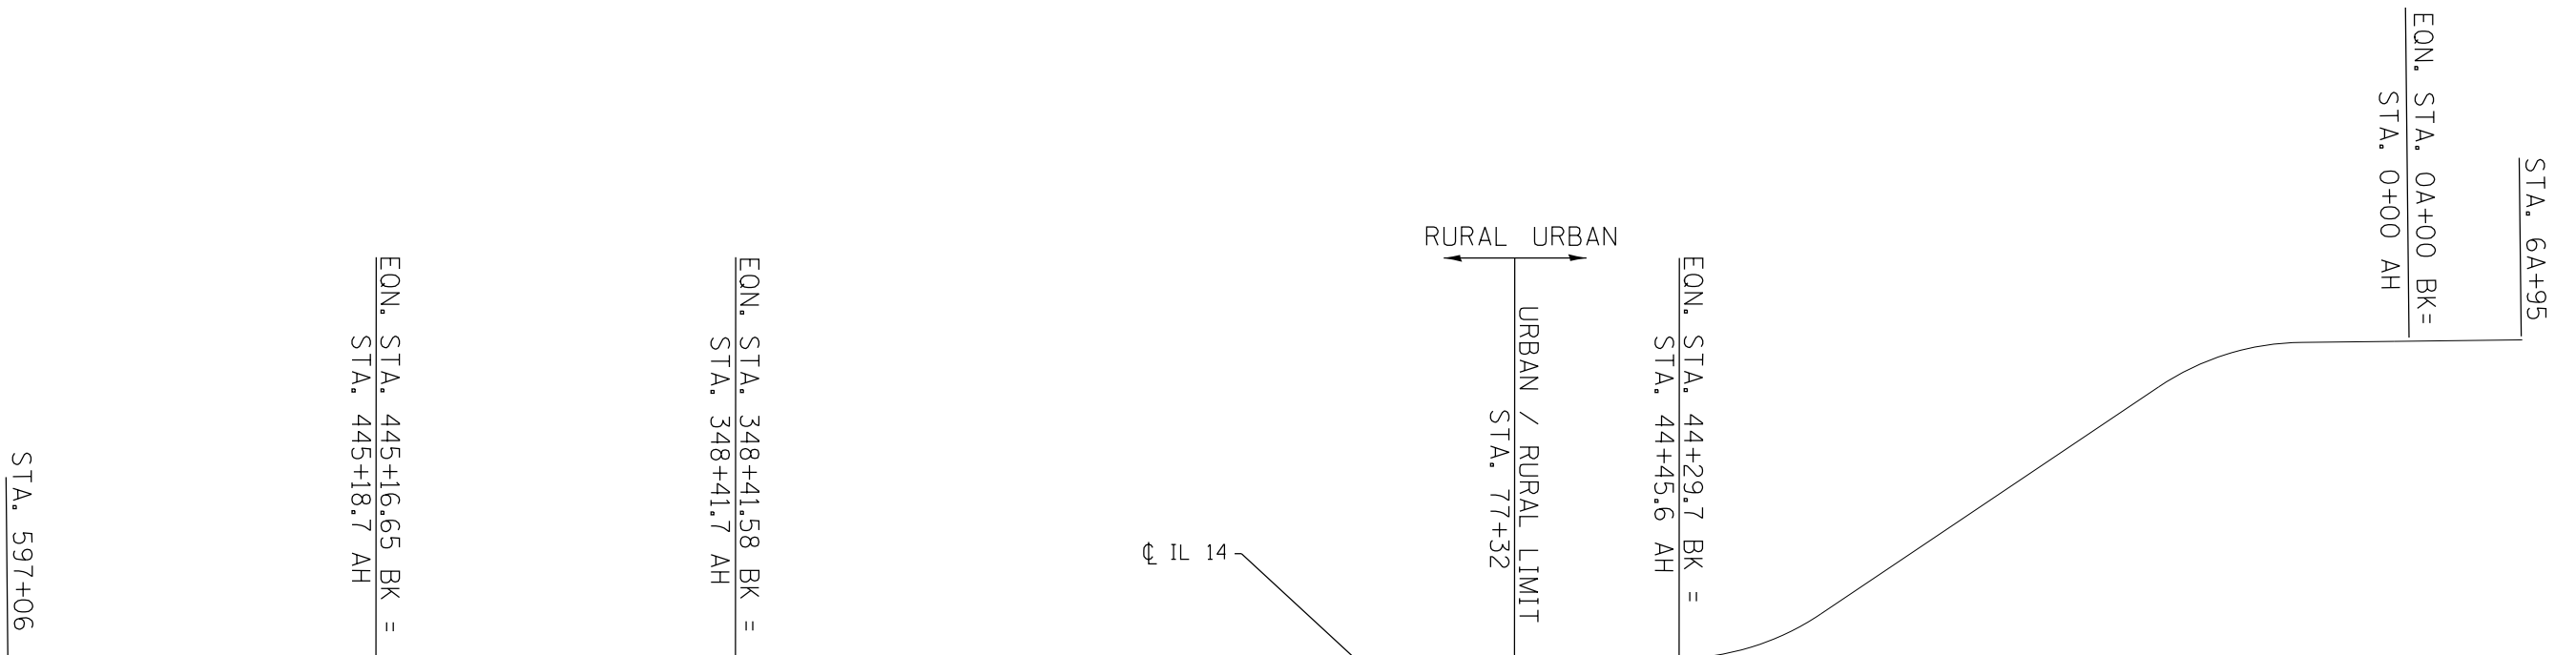 STA. 597+06
EQN. STA. 445+16.65 BK =
STA. 445+18.7 AH
EQN. STA. 348+41.58 BK =
STA. 348+41.7 AH
℄ IL 14
RURAL URBAN
URBAN / RURAL LIMIT
STA. 77+32
EQN. STA. 44+29.7 BK =
STA. 44+45.6 AH
EQN. STA. 0A+00 BK=
STA. 0+00 AH
STA. 6A+95